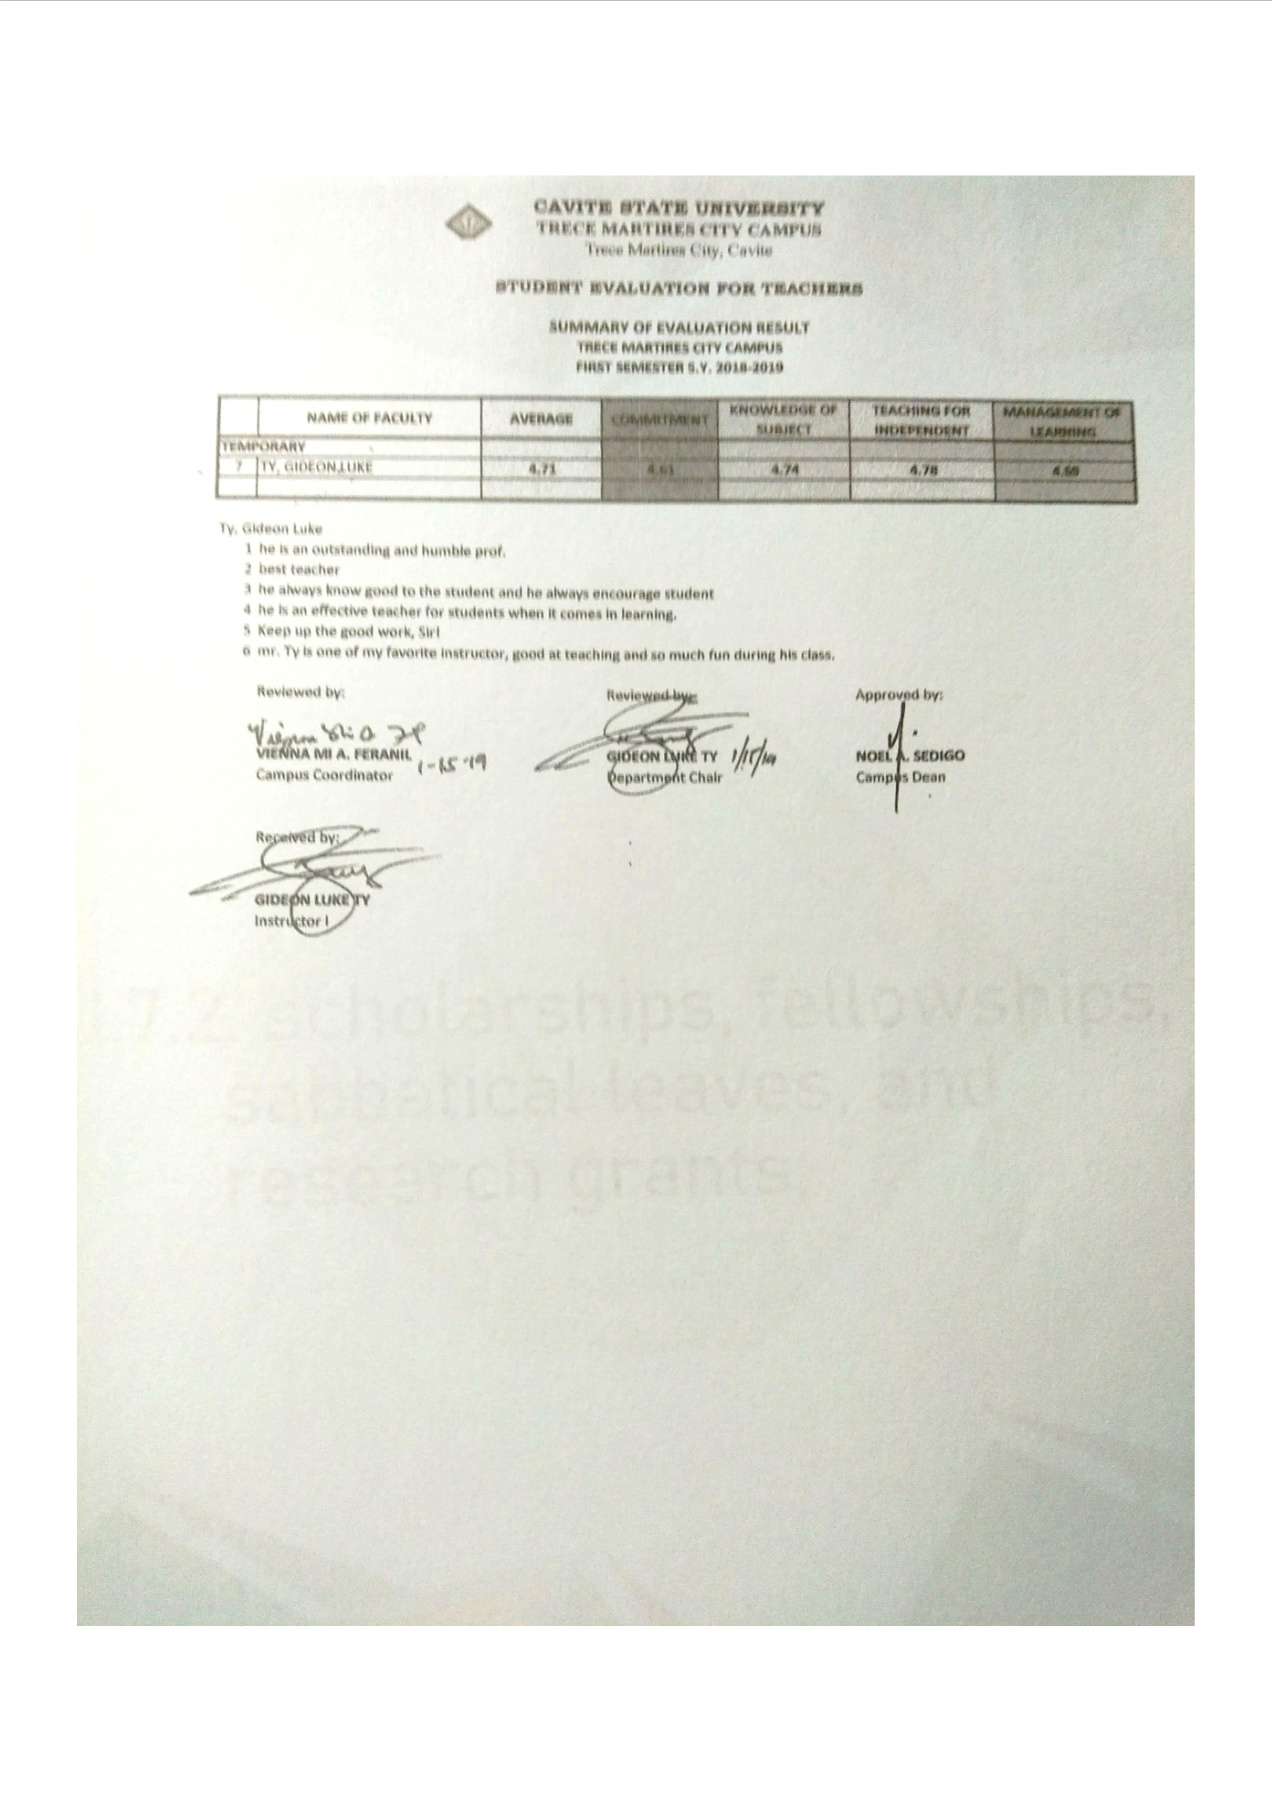 CAVITE STATE UNIVERSITY
TRECE MARTIRES CITY CAMPUS
Trece Martires City, Cavite
STUDENT EVALUATION FOR TEACHERS
SUMMARY OF EVALUATION RESULT
TRECE MARTIRES CITY CAMPUS
FIRST SEMESTER S.Y. 2018-2019
NAME OF FACULTY AVERAGE COMMITMENT KNOWLEDGE OF SUBJECT TEACHING FOR INDEPENDENT MANAGEMENT OF LEARNING
TEMPORARY
7 TY, GIDEON LUKE 4.71 4.61 4.74 4.78
Ty, Gideon Luke
1 he is an outstanding and humble prof.
2 best teacher
3 he always know good to the student and he always encourage student
4 he is an effective teacher for students when it comes in learning.
5 Keep up the good work, Sir!
6 mr. Ty is one of my favorite instructor, good at teaching and so much fun during his class.
Reviewed by: Reviewed by: Approved by:
VIENNA MI A. FERANIL 1-15-19 GIDEON LUKE TY 1/15/19 NOEL A. SEDIGO
Campus Coordinator Department Chair Campus Dean
Received by:
GIDEON LUKE TY
Instructor I
1.7.2 scholarships, fellowships,
sabbatical leaves, and
research grants;